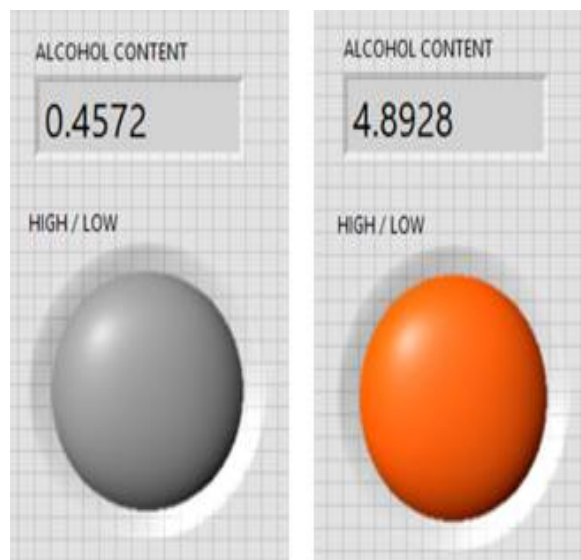 ALCOHOL CONTENT
0.4572
HIGH / LOW
ALCOHOL CONTENT
4.8928
HIGH / LOW